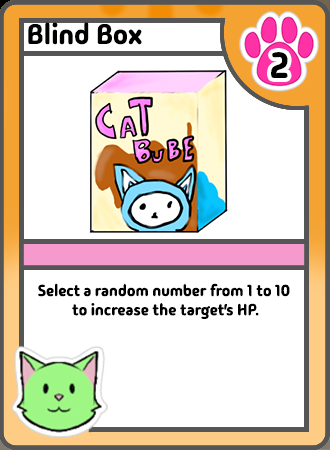 Blind Box
2
CAT
BUBE
Select a random number from 1 to 10
to increase the target's HP.